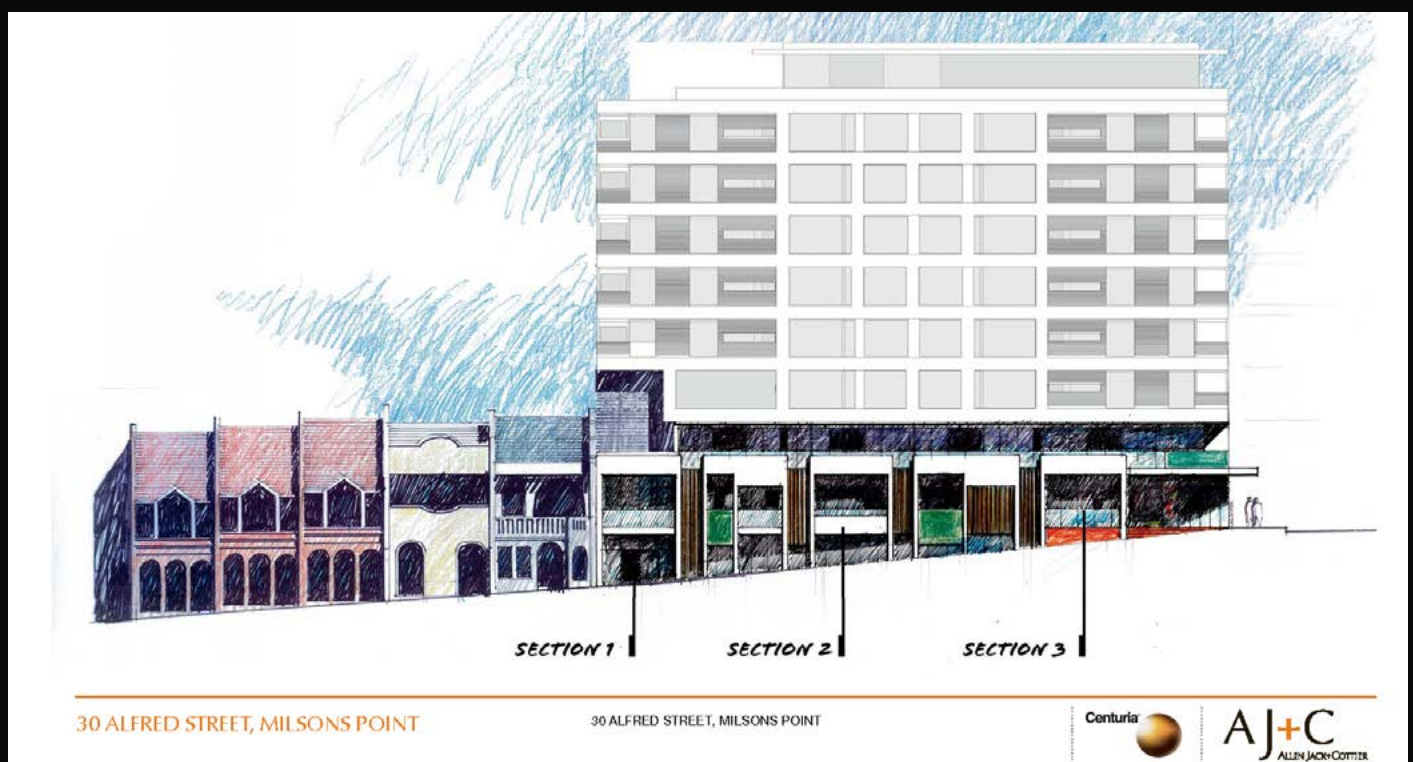 SECTION 1
SECTION 2
SECTION 3
30 ALFRED STREET, MILSONS POINT
30 ALFRED STREET, MILSONS POINT
Centuria
AJ+C
ALLEN JACK+COTTIER